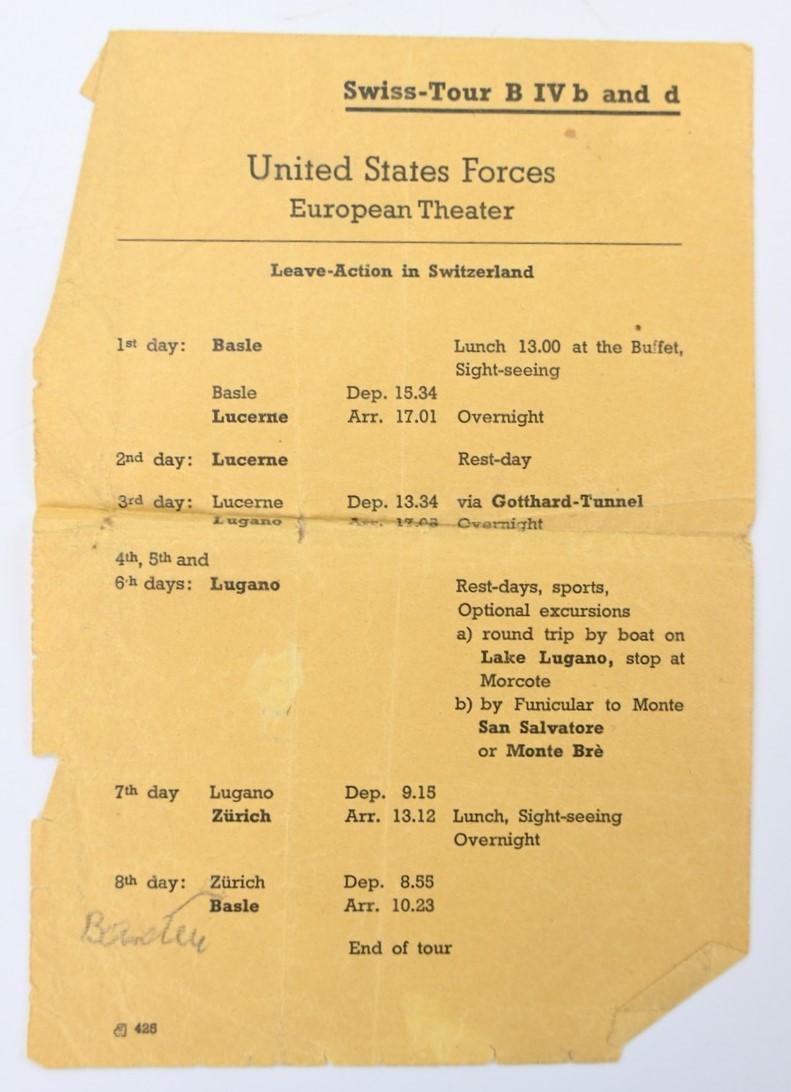 Swiss-Tour B IV b and d
United States Forces
European Theater
Leave-Action in Switzerland
1st day: Basle Lunch 13.00 at the Buffet,
Sight-seeing
Basle Dep. 15.34
Lucerne Arr. 17.01 Overnight
2nd day: Lucerne Rest-day
3rd day: Lucerne Dep. 13.34 via Gotthard-Tunnel
Lugano Arr. Overnight
4th, 5th and
6th days: Lugano Rest-days, sports,
Optional excursions
a) round trip by boat on
Lake Lugano, stop at
Morcote
b) by Funicular to Monte
San Salvatore
or Monte Brè
7th day Lugano Dep. 9.15
Zürich Arr. 13.12 Lunch, Sight-seeing
Overnight
8th day: Zürich Dep. 8.55
Basle Arr. 10.23
End of tour
426